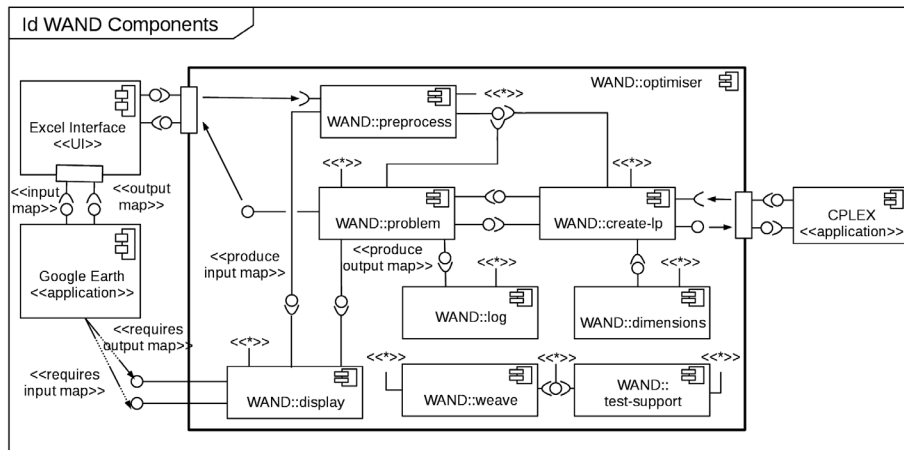 Id WAND Components
WAND::optimiser
Excel Interface
<<UI>>
WAND::preprocess
<<*>>
<<input
map>>
<<output
map>>
<<*>>
WAND::problem
<<*>>
WAND::create-lp
CPLEX
<<application>>
Google Earth
<<application>>
<<produce
input map>>
<<produce
output map>>
<<*>>
WAND::log
<<*>>
WAND::dimensions
<<requires
output map>>
<<requires
input map>>
<<*>>
WAND::display
<<*>>
WAND::weave
<<*>>
WAND::
test-support
<<*>>